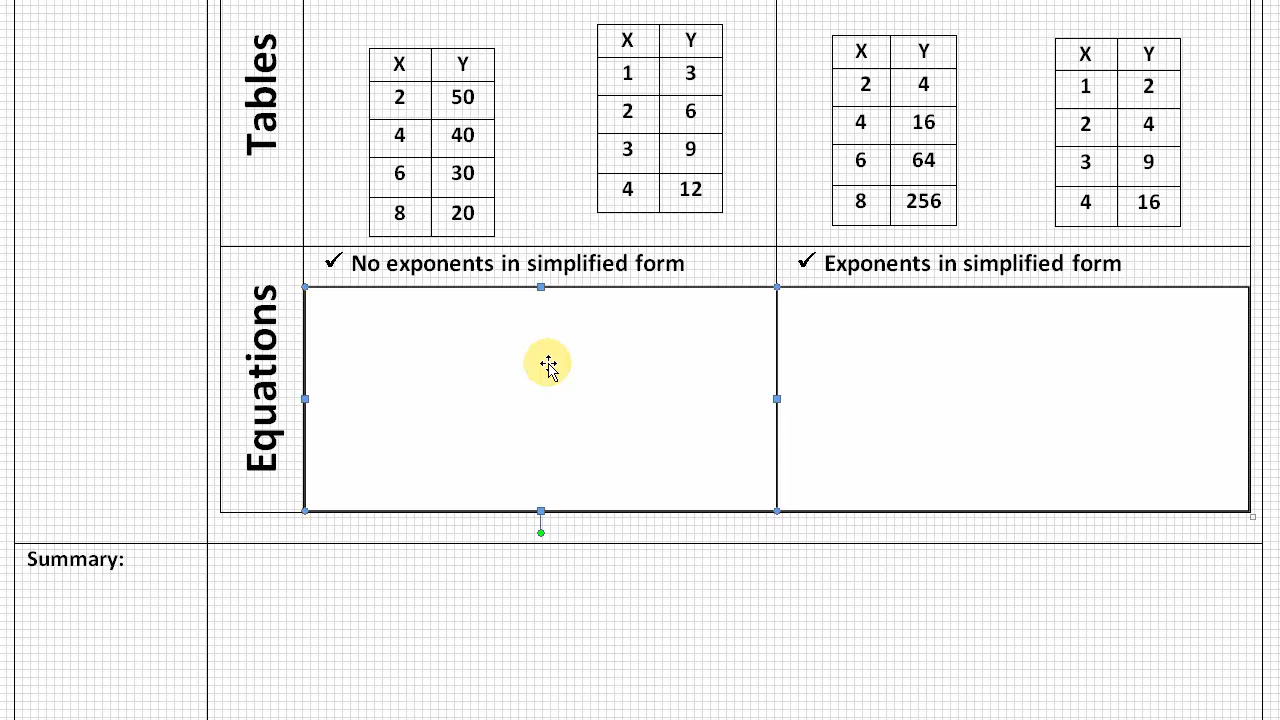 Tables
X Y
2 50
4 40
6 30
8 20
X Y
1 3
2 6
3 9
4 12
X Y
2 4
4 16
6 64
8 256
X Y
1 2
2 4
3 9
4 16
Equations
✓ No exponents in simplified form
✓ Exponents in simplified form
Summary: